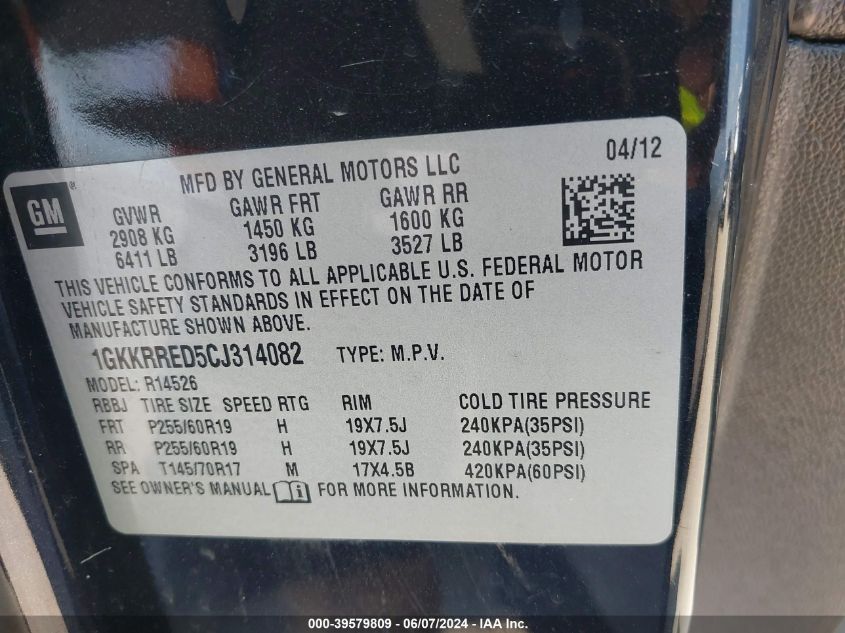 MFD BY GENERAL MOTORS LLC 04/12
GM ®
GVWR GAWR FRT GAWR RR
2908 KG 1450 KG 1600 KG
6411 LB 3196 LB 3527 LB
THIS VEHICLE CONFORMS TO ALL APPLICABLE U.S. FEDERAL MOTOR
VEHICLE SAFETY STANDARDS IN EFFECT ON THE DATE OF
MANUFACTURE SHOWN ABOVE.
1GKKRRED5CJ314082 TYPE: M.P.V.
MODEL: R14526
RBBJ TIRE SIZE SPEED RTG RIM COLD TIRE PRESSURE
FRT P255/60R19 H 19X7.5J 240KPA(35PSI)
RR P255/60R19 H 19X7.5J 240KPA(35PSI)
SPA T145/70R17 M 17X4.5B 420KPA(60PSI)
SEE OWNER'S MANUAL i FOR MORE INFORMATION.
000-39579809 - 06/07/2024 - IAAI.com/terms